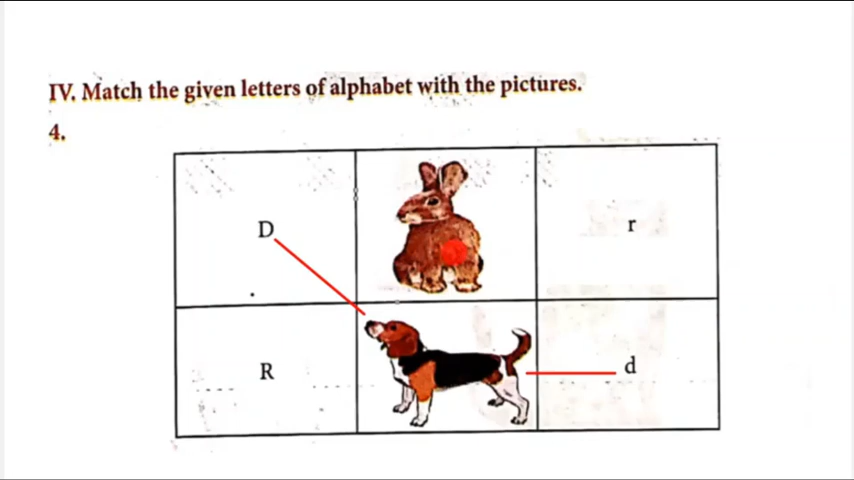 IV. Match the given letters of alphabet with the pictures.
4.
D
r
R
d